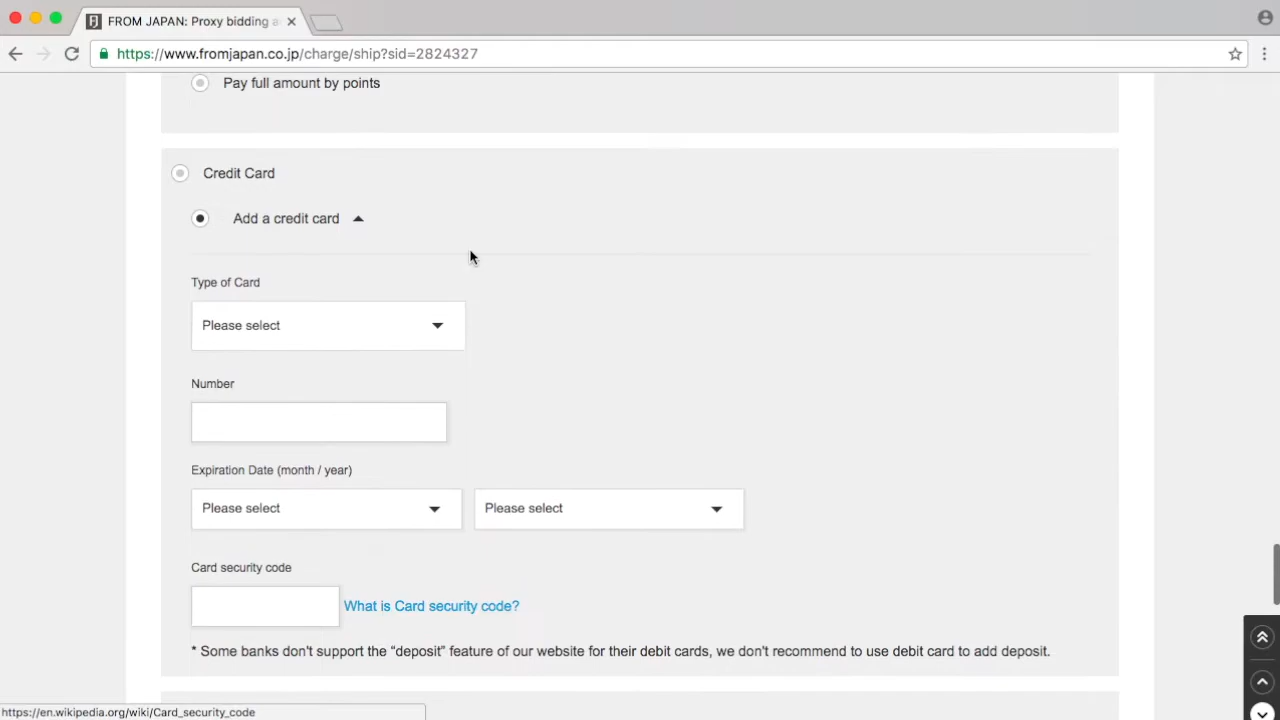 FROM JAPAN: Proxy bidding a
https://www.fromjapan.co.jp/charge/ship?sid=2824327
Pay full amount by points
Credit Card
Add a credit card
Type of Card
Please select
Number
Expiration Date (month / year)
Please select Please select
Card security code
What is Card security code?
* Some banks don't support the “deposit” feature of our website for their debit cards, we don't recommend to use debit card to add deposit.
https://en.wikipedia.org/wiki/Card_security_code